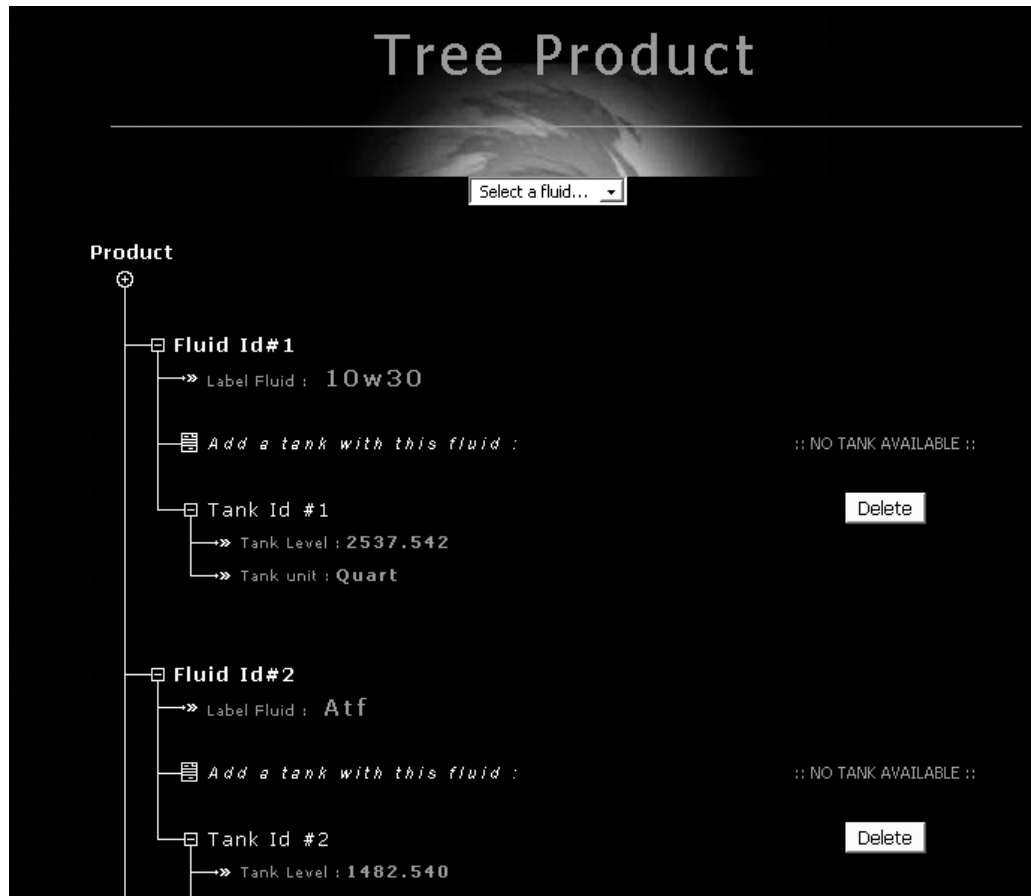 Tree Product
Select a fluid...
Product
Fluid Id#1
Label Fluid : 10w30
Add a tank with this fluid : :: NO TANK AVAILABLE ::
Tank Id #1 Delete
Tank Level : 2537.542
Tank unit : Quart
Fluid Id#2
Label Fluid : Atf
Add a tank with this fluid : :: NO TANK AVAILABLE ::
Tank Id #2 Delete
Tank Level : 1482.540